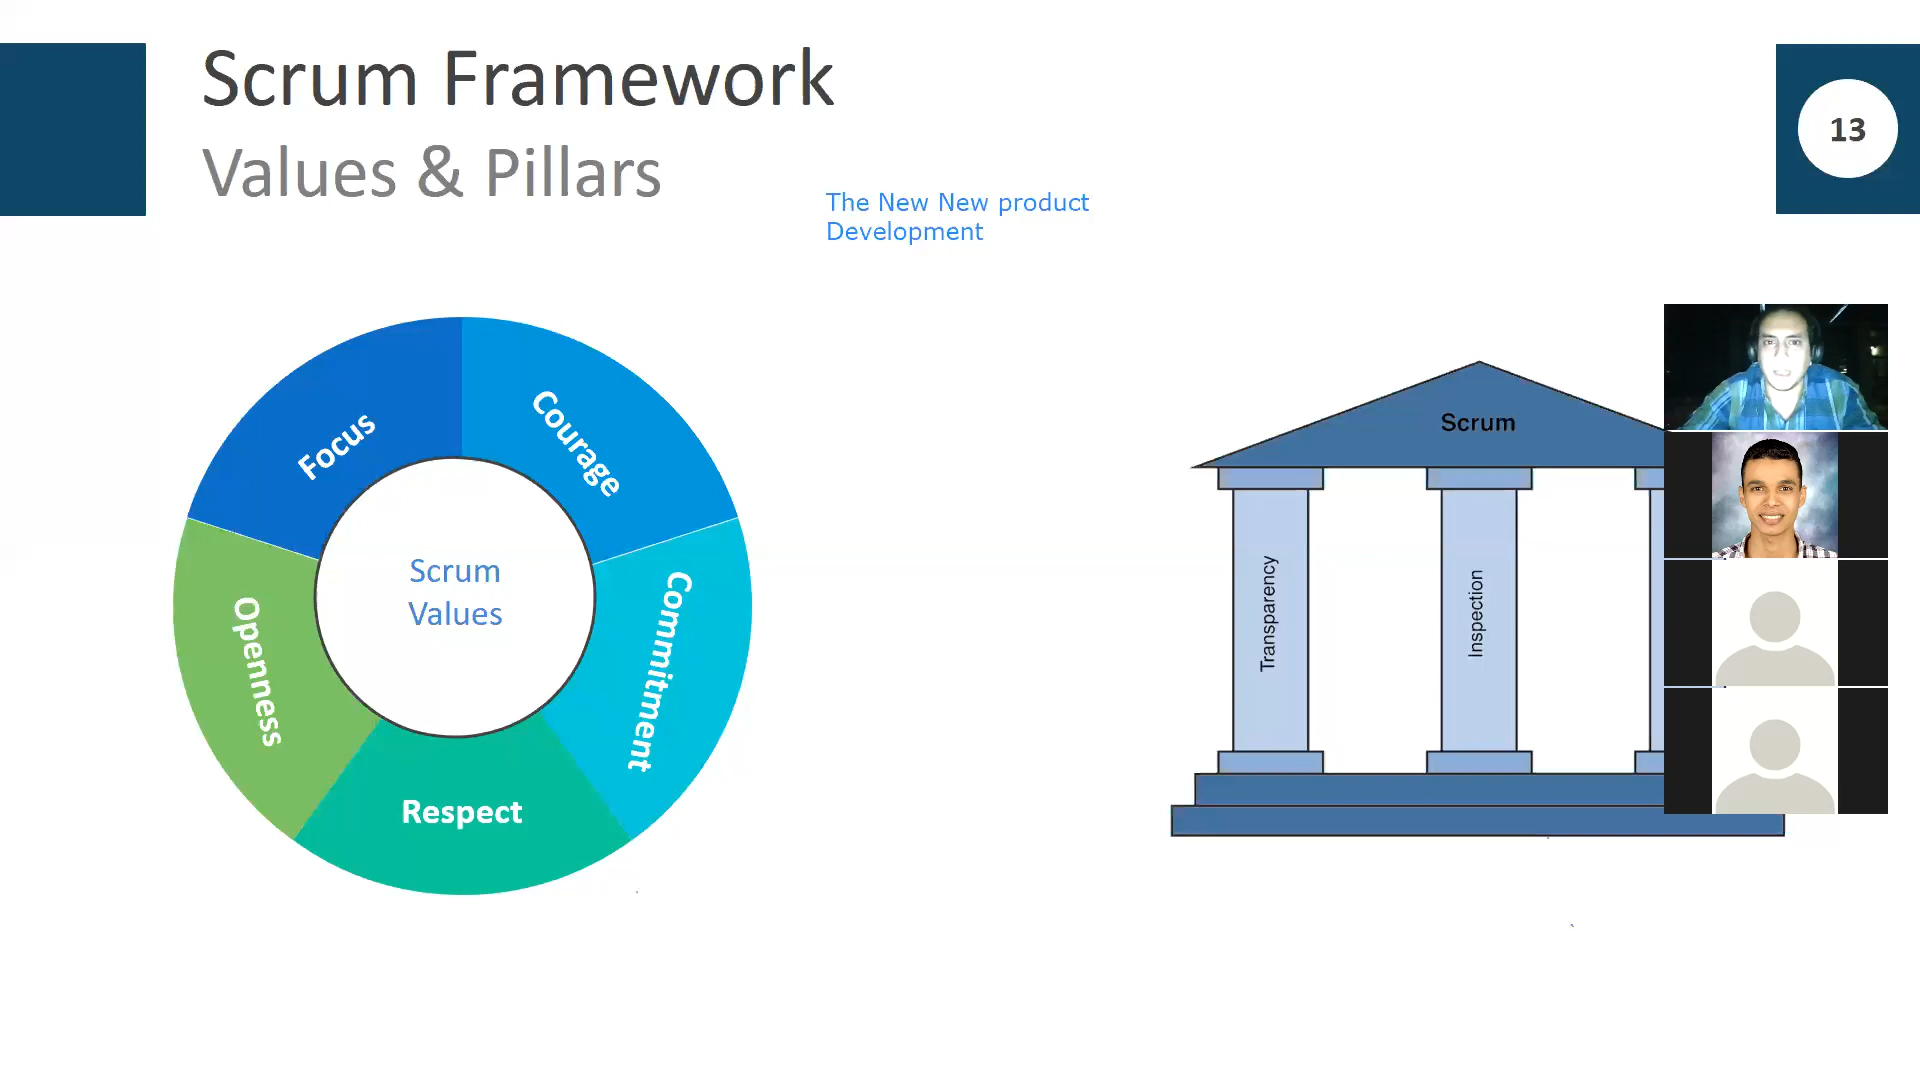 Scrum Framework
Values & Pillars
13
The New New product
Development
Focus
Courage
Openness
Scrum
Values
Commitment
Respect
Scrum
Transparency
Inspection